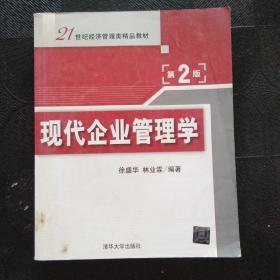 21世纪经济管理类精品教材
第2版
现代企业管理学
徐盛华 林业霖/编著
清华大学出版社